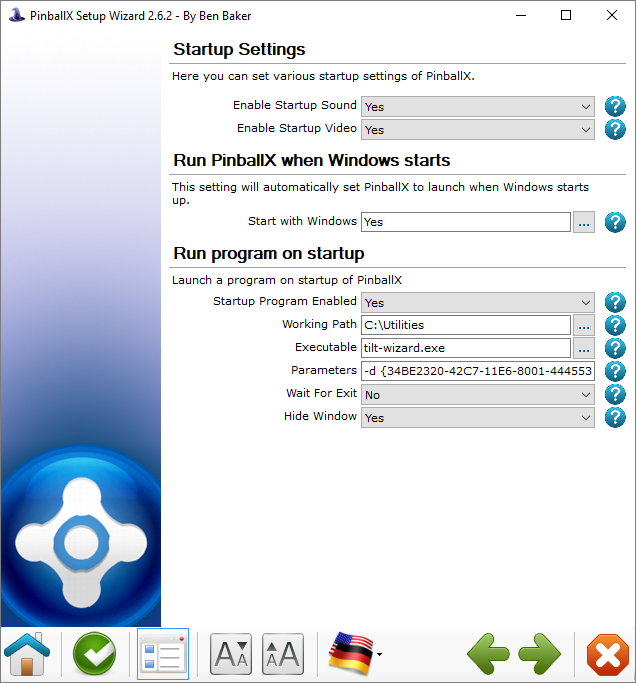 PinballX Setup Wizard 2.6.2 - By Ben Baker
Startup Settings
Here you can set various startup settings of PinballX.
Enable Startup Sound Yes ?
Enable Startup Video Yes ?
Run PinballX when Windows starts
This setting will automatically set PinballX to launch when Windows starts
up.
Start with Windows Yes ... ?
Run program on startup
Launch a program on startup of PinballX
Startup Program Enabled Yes ?
Working Path C:\Utilities ... ?
Executable tilt-wizard.exe ... ?
Parameters -d {34BE2320-42C7-11E6-8001-444553 ?
Wait For Exit No ?
Hide Window Yes ?
AA AA